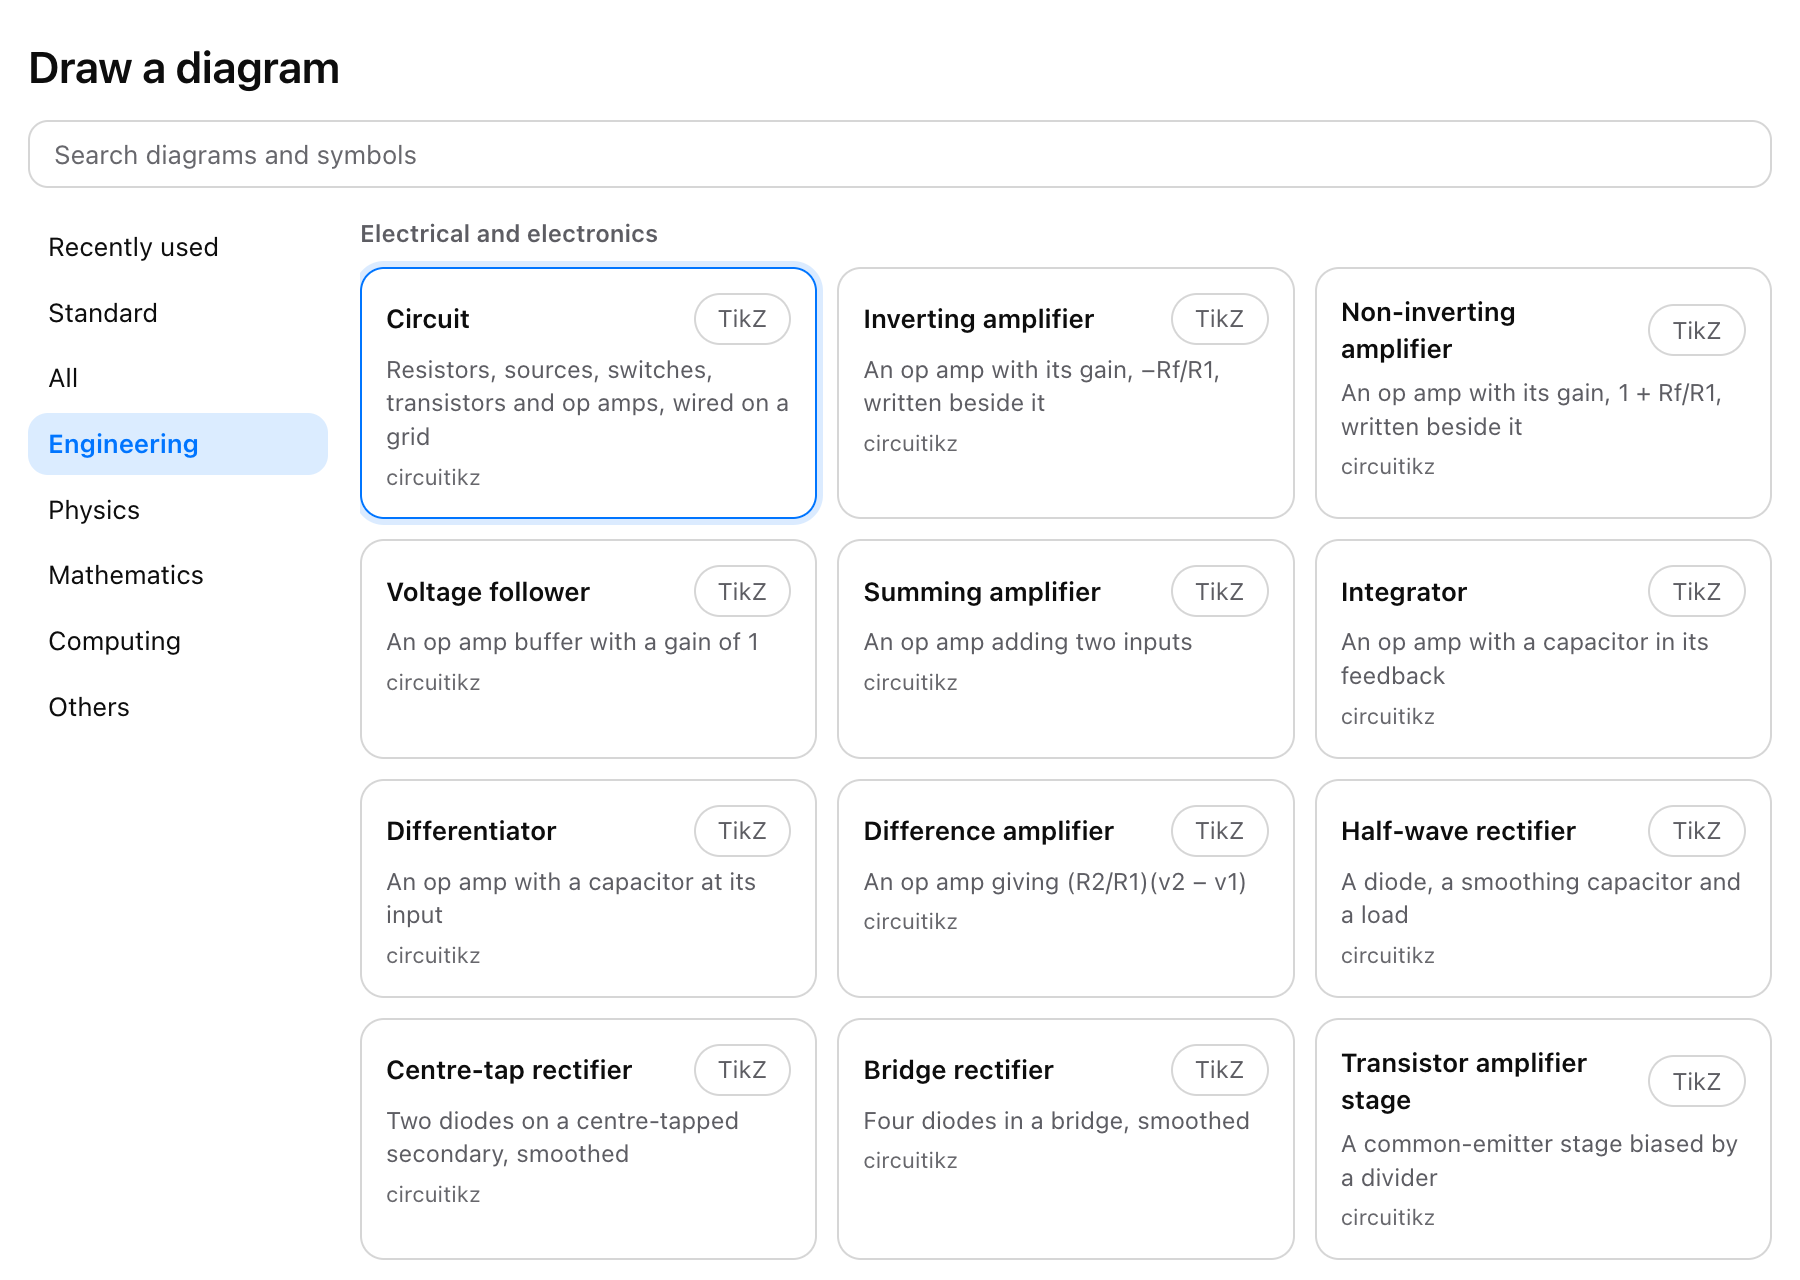 Draw a diagram
Search diagrams and symbols
Recently used
Standard
All
Engineering
Physics
Mathematics
Computing
Others
Electrical and electronics
Circuit
TikZ
Resistors, sources, switches,
transistors and op amps, wired on a
grid
circuitikz
Inverting amplifier
TikZ
An op amp with its gain, −Rf/R1,
written beside it
circuitikz
Non-inverting
amplifier
TikZ
An op amp with its gain, 1 + Rf/R1,
written beside it
circuitikz
Voltage follower
TikZ
An op amp buffer with a gain of 1
circuitikz
Summing amplifier
TikZ
An op amp adding two inputs
circuitikz
Integrator
TikZ
An op amp with a capacitor in its
feedback
circuitikz
Differentiator
TikZ
An op amp with a capacitor at its
input
circuitikz
Difference amplifier
TikZ
An op amp giving (R2/R1)(v2 − v1)
circuitikz
Half-wave rectifier
TikZ
A diode, a smoothing capacitor and
a load
circuitikz
Centre-tap rectifier
TikZ
Two diodes on a centre-tapped
secondary, smoothed
circuitikz
Bridge rectifier
TikZ
Four diodes in a bridge, smoothed
circuitikz
Transistor amplifier
stage
TikZ
A common-emitter stage biased by
a divider
circuitikz